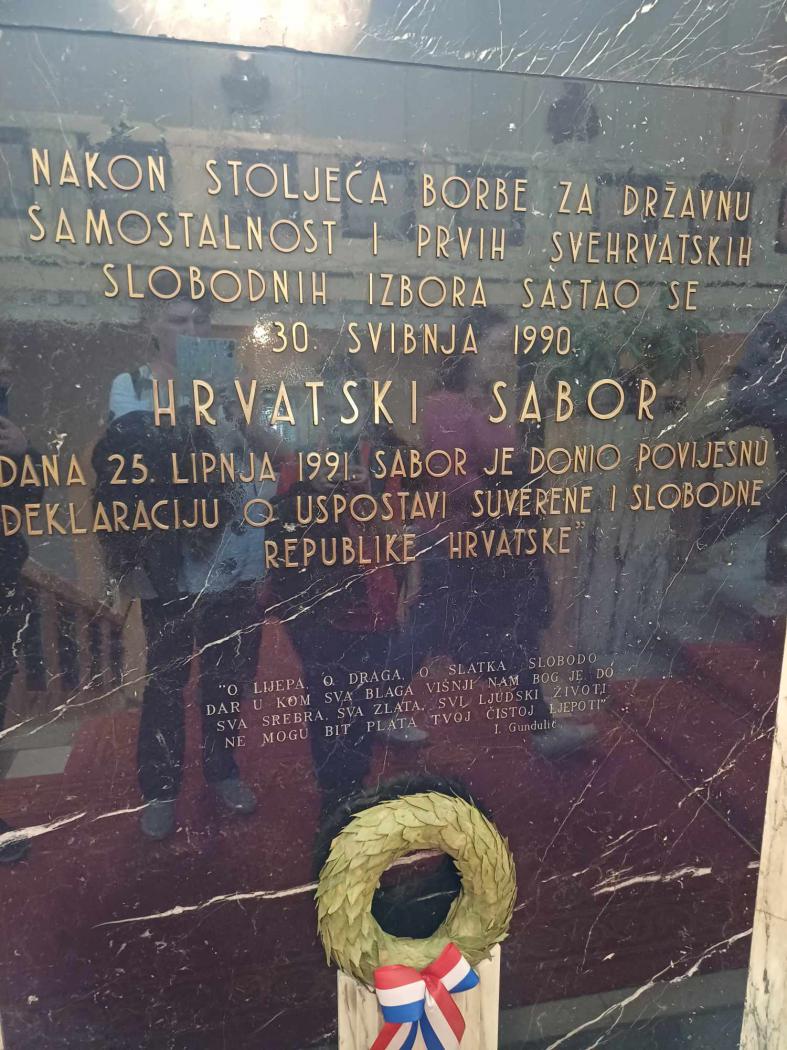 NAKON STOLJEĆA BORBE ZA DRŽAVNU
SAMOSTALNOST I PRVIH SVEHRVATSKIH
SLOBODNIH IZBORA SASTAO SE
30. SVIBNJA 1990.
HRVATSKI SABOR
DANA 25. LIPNJA 1991. SABOR JE DONIO POVIJESNU
DEKLARACIJU O USPOSTAVI SUVERENE I SLOBODNE
REPUBLIKE HRVATSKE"
"O LIJEPA, O DRAGA, O SLATKA SLOBODO
DAR U KOM SVA BLAGA VIŠNJI NAM BOG JE DO
SVA SREBRA, SVA ZLATA, SVI LJUDSKI ŽIVOTI
NE MOGU BIT PLATA TVOJ ČISTOJ LJEPOTI"
I. Gundulić